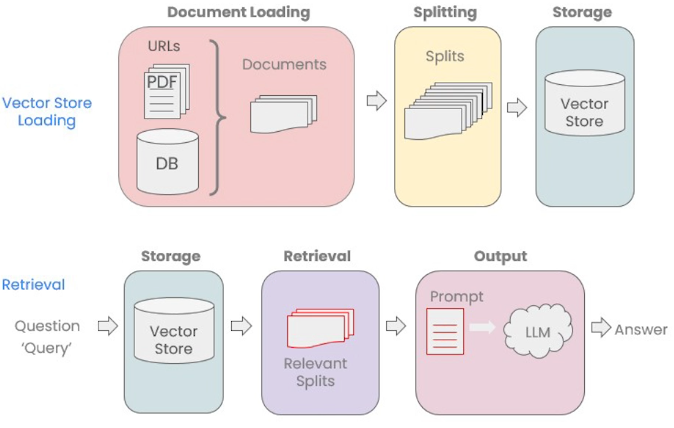 Document Loading
Splitting
Storage
URLs
PDF
DB
Documents
Splits
Vector
Store
Vector Store
Loading
Storage
Retrieval
Output
Retrieval
Question
‘Query’
Vector
Store
Relevant
Splits
Prompt
LLM
Answer